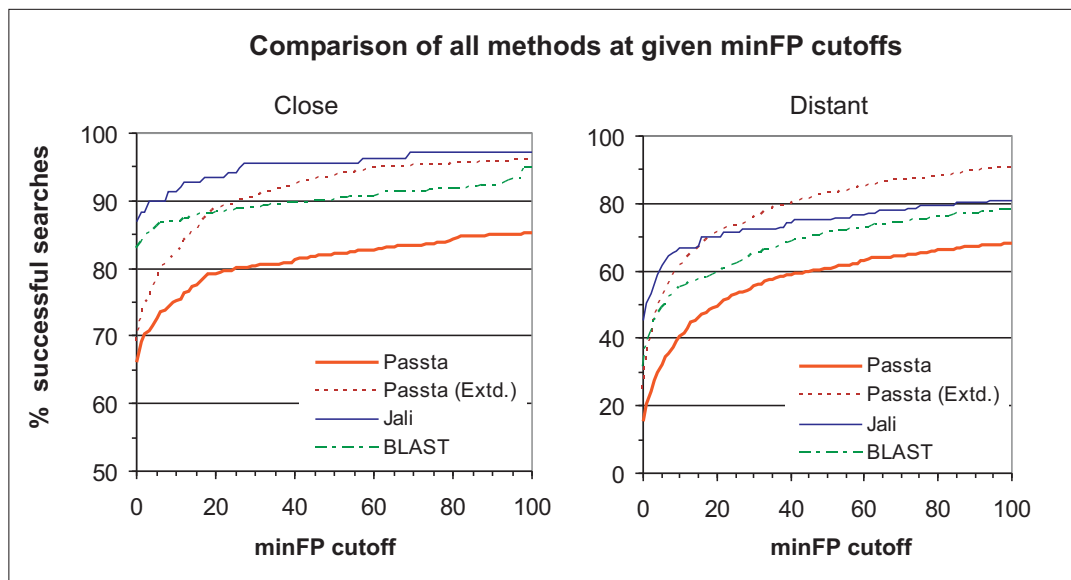 Comparison of all methods at given minFP cutoffs
Close
% successful searches
100
90
80
70
60
50
Passta
Passta (Extd.)
Jali
BLAST
0 20 40 60 80 100
minFP cutoff
Distant
100
80
60
40
20
0
Passta
Passta (Extd.)
Jali
BLAST
0 20 40 60 80 100
minFP cutoff